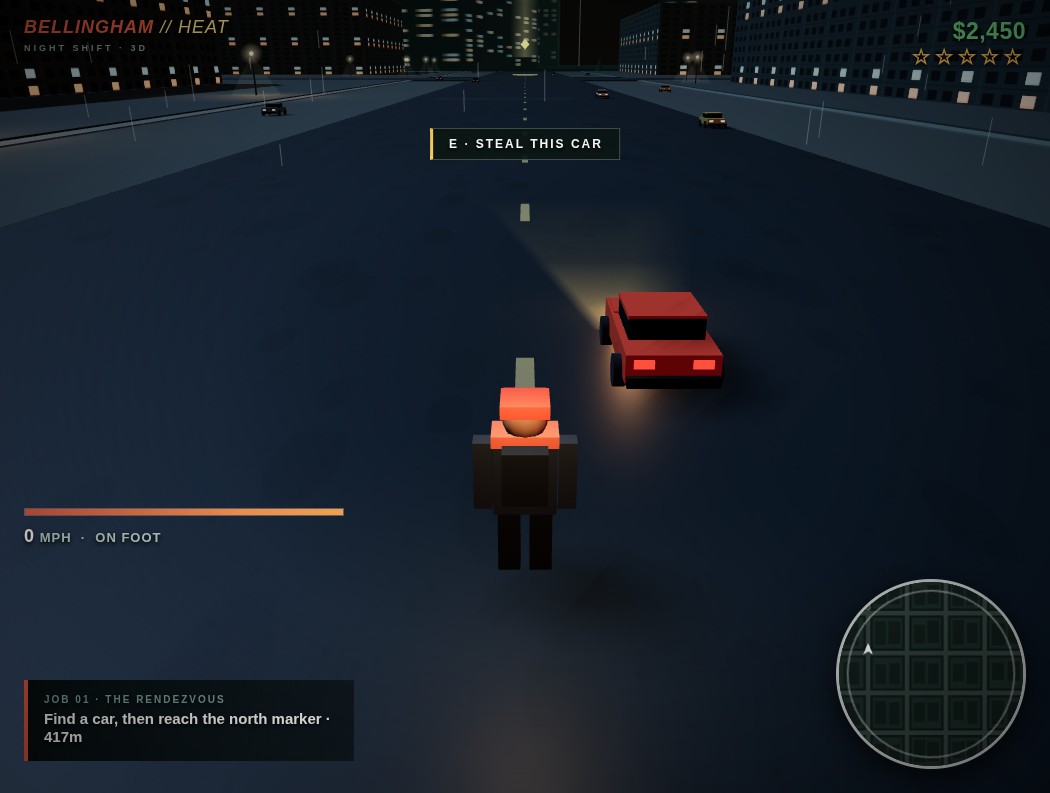 BELLINGHAM // HEAT
NIGHT SHIFT · 3D
$2,450
E · STEAL THIS CAR
0 MPH · ON FOOT
JOB 01 · THE RENDEZVOUS
Find a car, then reach the north marker ·
417m